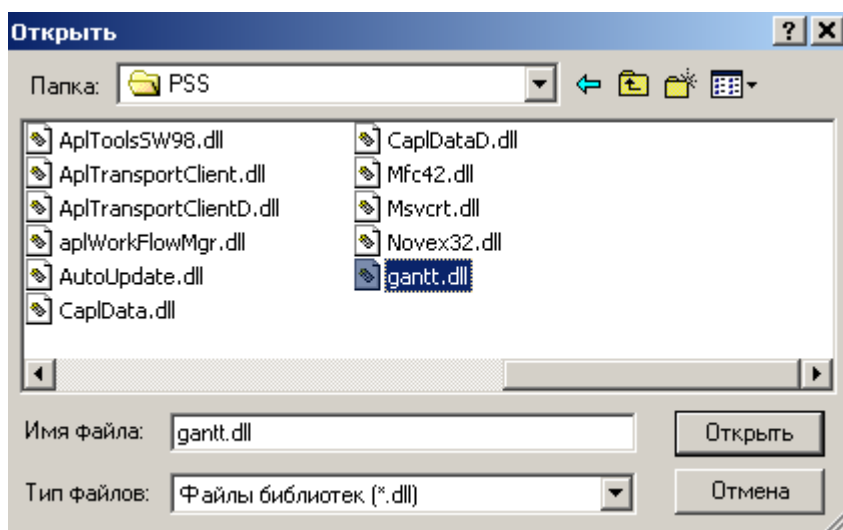 Открыть
Папка: PSS
AplToolsSW98.dll
AplTransportClient.dll
AplTransportClientD.dll
aplWorkFlowMgr.dll
AutoUpdate.dll
CaplData.dll
CaplDataD.dll
Mfc42.dll
Msvcrt.dll
Novex32.dll
gantt.dll
Имя файла: gantt.dll Открыть
Тип файлов: Файлы библиотек (*.dll) Отмена